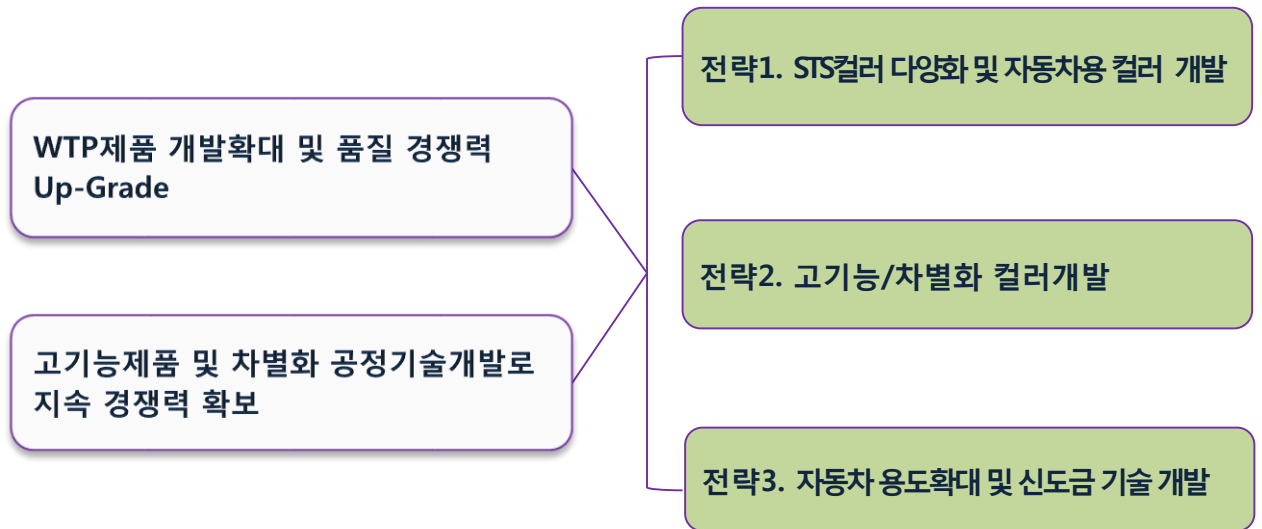 WTP제품 개발확대 및 품질 경쟁력
Up-Grade
고기능제품 및 차별화 공정기술개발로
지속 경쟁력 확보
전략1. STS컬러 다양화 및 자동차용 컬러 개발
전략2. 고기능/차별화 컬러개발
전략3. 자동차 용도확대 및 신도금 기술 개발